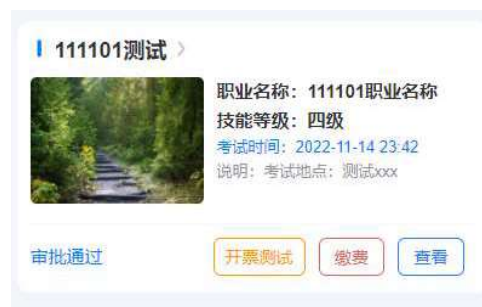 111101测试
职业名称：111101职业名称
技能等级：四级
考试时间：2022-11-14 23:42
说明：考试地点：测试xxx
审批通过
开票测试
缴费
查看